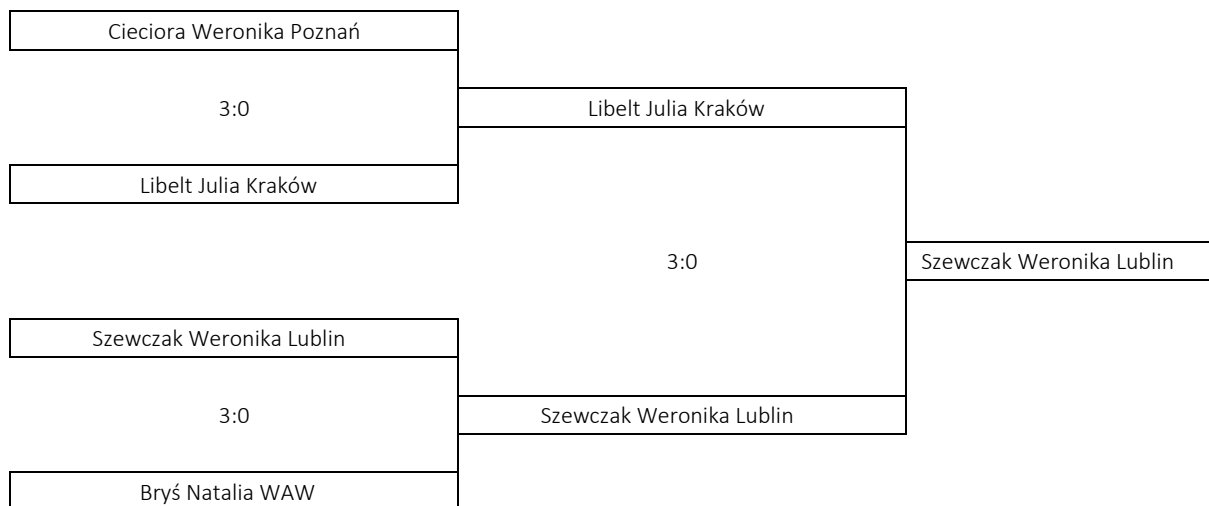 Cieciora Weronika Poznań
3:0
Libelt Julia Kraków
Libelt Julia Kraków
3:0
Szewczak Weronika Lublin
Szewczak Weronika Lublin
3:0
Szewczak Weronika Lublin
Bryś Natalia WAW